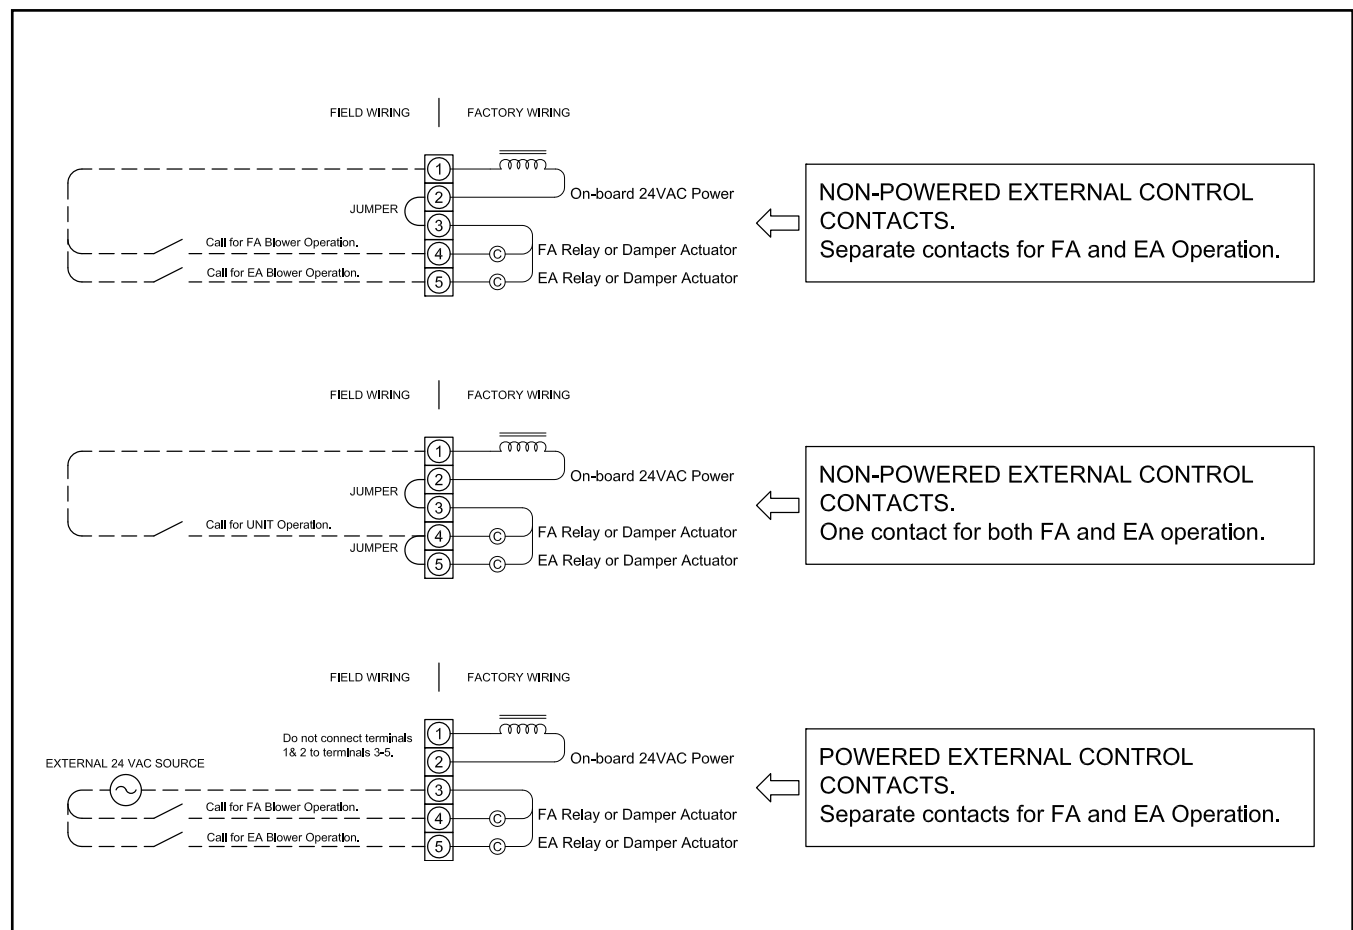 FIELD WIRING
FACTORY WIRING
1
2
On-board 24VAC Power
JUMPER
3
Call for FA Blower Operation.
4
C
FA Relay or Damper Actuator
Call for EA Blower Operation.
5
C
EA Relay or Damper Actuator
NON-POWERED EXTERNAL CONTROL
CONTACTS.
Separate contacts for FA and EA Operation.
FIELD WIRING
FACTORY WIRING
1
2
On-board 24VAC Power
JUMPER
3
Call for UNIT Operation.
4
C
FA Relay or Damper Actuator
JUMPER
5
C
EA Relay or Damper Actuator
NON-POWERED EXTERNAL CONTROL
CONTACTS.
One contact for both FA and EA operation.
FIELD WIRING
FACTORY WIRING
Do not connect terminals
1& 2 to terminals 3-5.
1
2
On-board 24VAC Power
EXTERNAL 24 VAC SOURCE
3
Call for FA Blower Operation.
4
C
FA Relay or Damper Actuator
Call for EA Blower Operation.
5
C
EA Relay or Damper Actuator
POWERED EXTERNAL CONTROL
CONTACTS.
Separate contacts for FA and EA Operation.